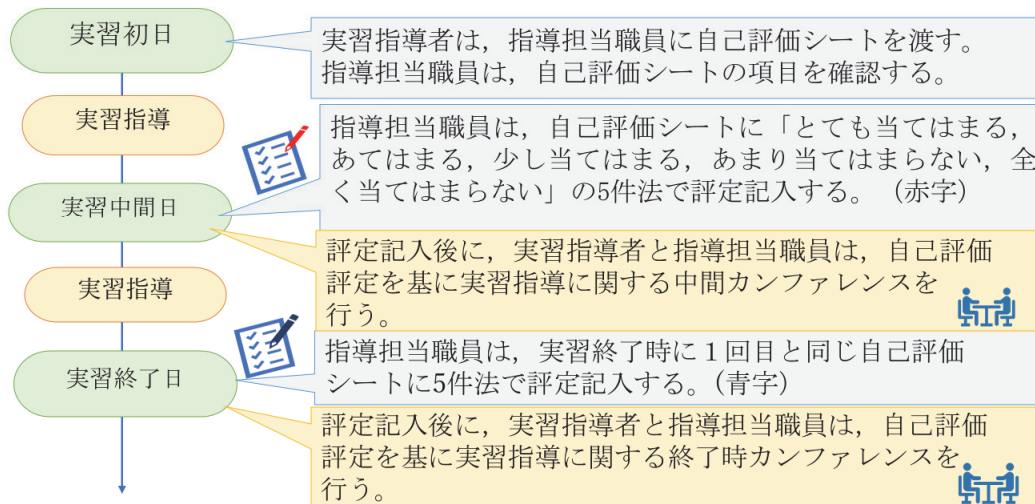 実習初日
実習指導者は，指導担当職員に自己評価シートを渡す。
指導担当職員は，自己評価シートの項目を確認する。
実習指導
指導担当職員は，自己評価シートに「とても当てはまる，
あてはまる，少し当てはまる，あまり当てはまらない，全
く当てはまらない」の5件法で評定記入する。（赤字）
実習中間日
評定記入後に，実習指導者と指導担当職員は，自己評価
評定を基に実習指導に関する中間カンファレンスを
行う。
実習指導
指導担当職員は，実習終了時に１回目と同じ自己評価
シートに5件法で評定記入する。（青字）
実習終了日
評定記入後に，実習指導者と指導担当職員は，自己評価
評定を基に実習指導に関する終了時カンファレンスを
行う。